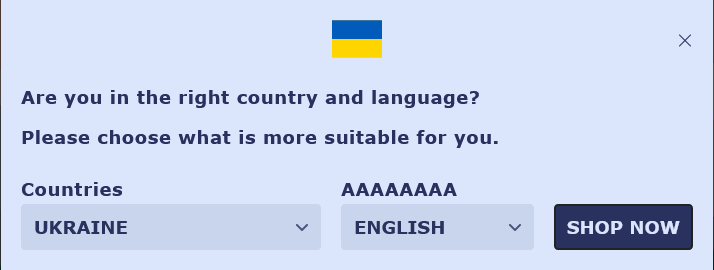 Are you in the right country and language?
Please choose what is more suitable for you.
Countries
AAAAAAAA
UKRAINE
ENGLISH
SHOP NOW